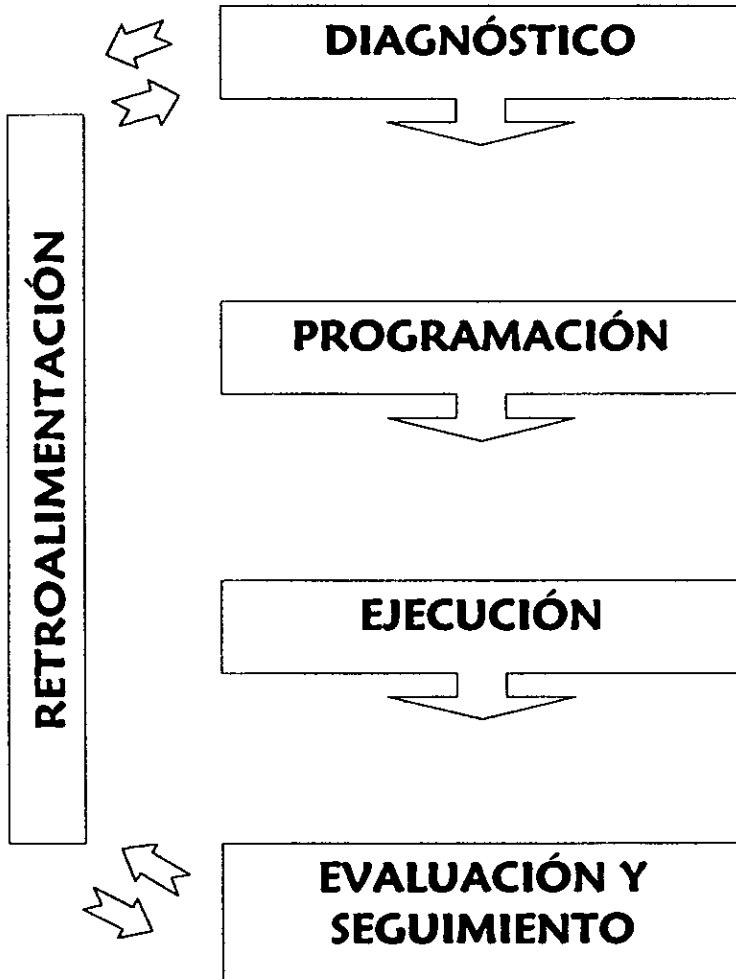 DIAGNÓSTICO
RETROALIMENTACIÓN
PROGRAMACIÓN
EJECUCIÓN
EVALUACIÓN Y
SEGUIMIENTO